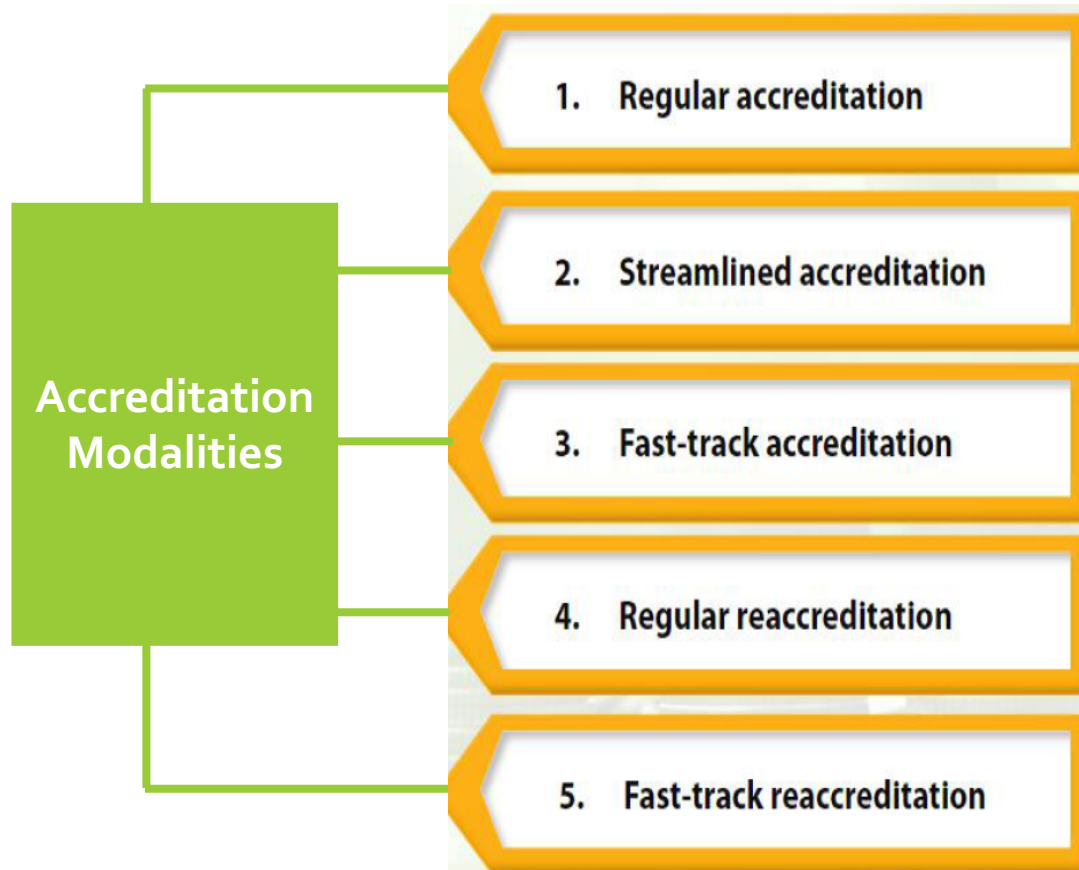 Accreditation
Modalities
1. Regular accreditation
2. Streamlined accreditation
3. Fast-track accreditation
4. Regular reaccreditation
5. Fast-track reaccreditation